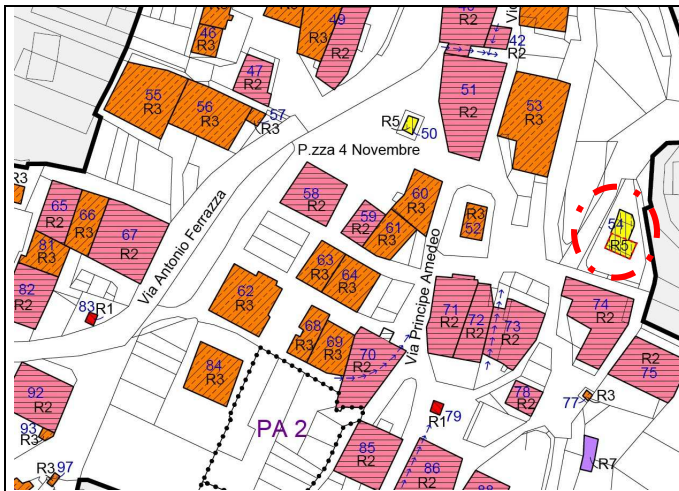 49
46
R3
R2
42
R2
47
R2
55
R3
56
R3
57
R3
51
R2
53
R3
R5
50
P.zza 4 Novembre
R3
58
R2
60
R3
59
R2
61
R3
R3
52
54
R5
65
R2
66
R3
67
R2
81
R3
82
R2
83
R1
Via Antonio Ferrazza
63
R3
64
R3
62
R3
Via Principe Amedeo
71
R2
72
R2
73
R2
74
R2
68
R3
69
R3
70
R2
R2
75
84
R3
92
R2
93
R3
R3
97
PA 2
78
R2
77
R3
R1
79
85
R2
86
R2
R7